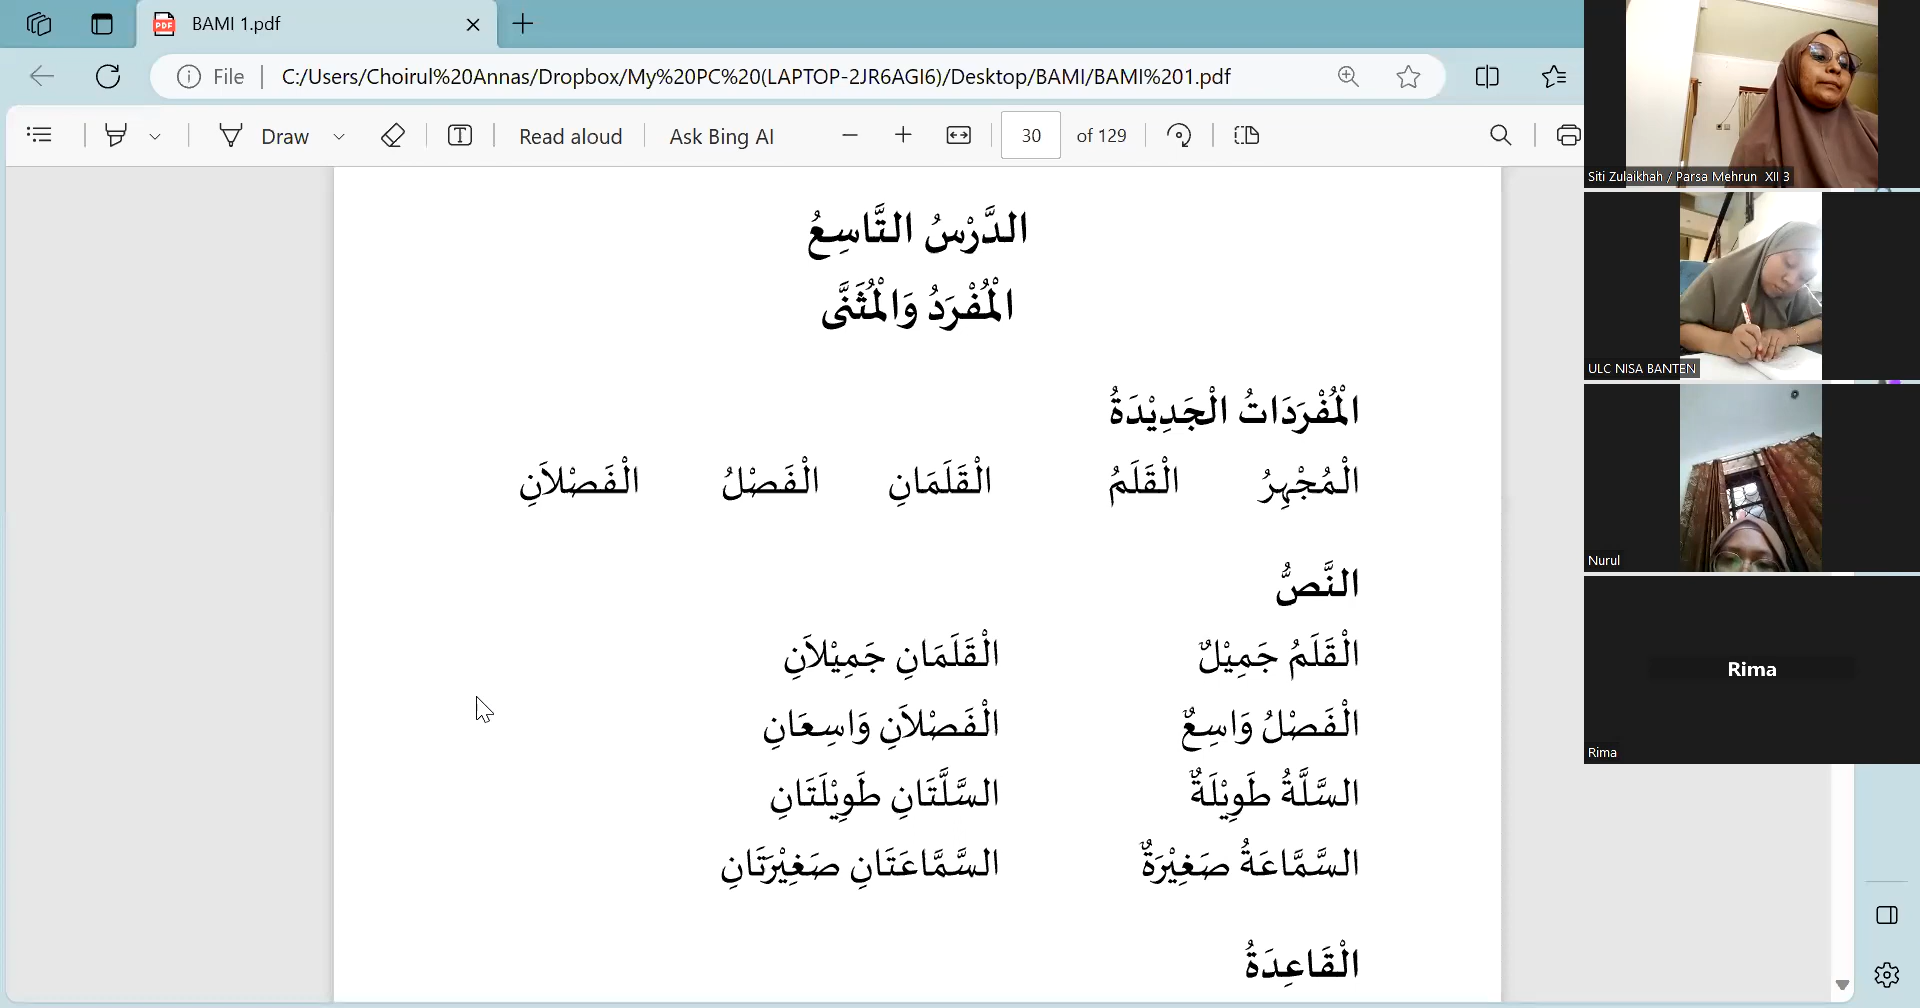 BAMI 1.pdf
File
C:/Users/Choirul%20Annas/Dropbox/My%20PC%20(LAPTOP-2JR6AGI6)/Desktop/BAMI/BAMI%201.pdf
Draw
Read aloud
Ask Bing AI
30 of 129
الدَّرْسُ التَّاسِعُ
الْمُفْرَدُ وَالْمُثَنَّى
الْمُفْرَدَاتُ الْجَدِيْدَةُ
الْمُجْهِرُ الْقَلَمُ الْقَلَمَانِ الْفَصْلُ الْفَصْلاَنِ
النَّصُّ
الْقَلَمُ جَمِيْلٌ الْقَلَمَانِ جَمِيْلاَنِ
الْفَصْلُ وَاسِعٌ الْفَصْلاَنِ وَاسِعَانِ
السَّلَّةُ طَوِيْلَةٌ السَّلَّتَانِ طَوِيْلَتَانِ
السَّمَّاعَةُ صَغِيْرَةٌ السَّمَّاعَتَانِ صَغِيْرَتَانِ
الْقَاعِدَةُ
Siti Zulaikhah / Parsa Mehrun XII 3
ULC NISA BANTEN
Nurul
Rima
Rima